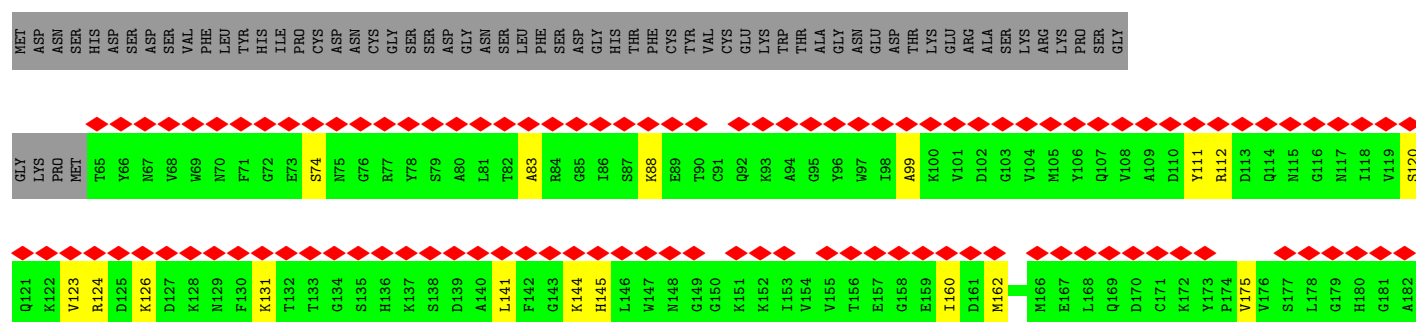 MET ASP ASN SER HIS ASP SER ASP SER VAL PHE LEU TYR HIS ILE PRO CYS ASP ASN CYS GLY SER SER ASP GLY ASN SER LEU PHE SER ASP GLY HIS THR PHE CYS TYR VAL CYS GLU LYS TRP THR ALA GLY ASN GLU ASP THR LYS GLU ARG ALA SER LYS ARG LYS PRO SER GLY
GLY LYS PRO MET T65 Y66 N67 V68 W69 N70 F71 G72 E73 S74 N75 G76 R77 Y78 S79 A80 L81 T82 A83 R84 G85 I86 S87 K88 E89 T90 C91 Q92 K93 A94 G95 Y96 W97 I98 A99 K100 V101 D102 G103 V104 M105 Y106 Q107 V108 A109 D110 Y111 R112 D113 Q114 N115 G116 N117 I118 V119 S120
Q121 K122 V123 R124 D125 K126 D127 K128 N129 F130 K131 T132 T133 G134 S135 H136 K137 S138 D139 A140 L141 F142 G143 K144 H145 L146 W147 N148 G149 G150 K151 K152 I153 V154 V155 T156 E157 G158 E159 I160 D161 M162 M166 E167 L168 Q169 D170 C171 K172 Y173 P174 V175 V176 S177 L178 G179 H180 G181 A182